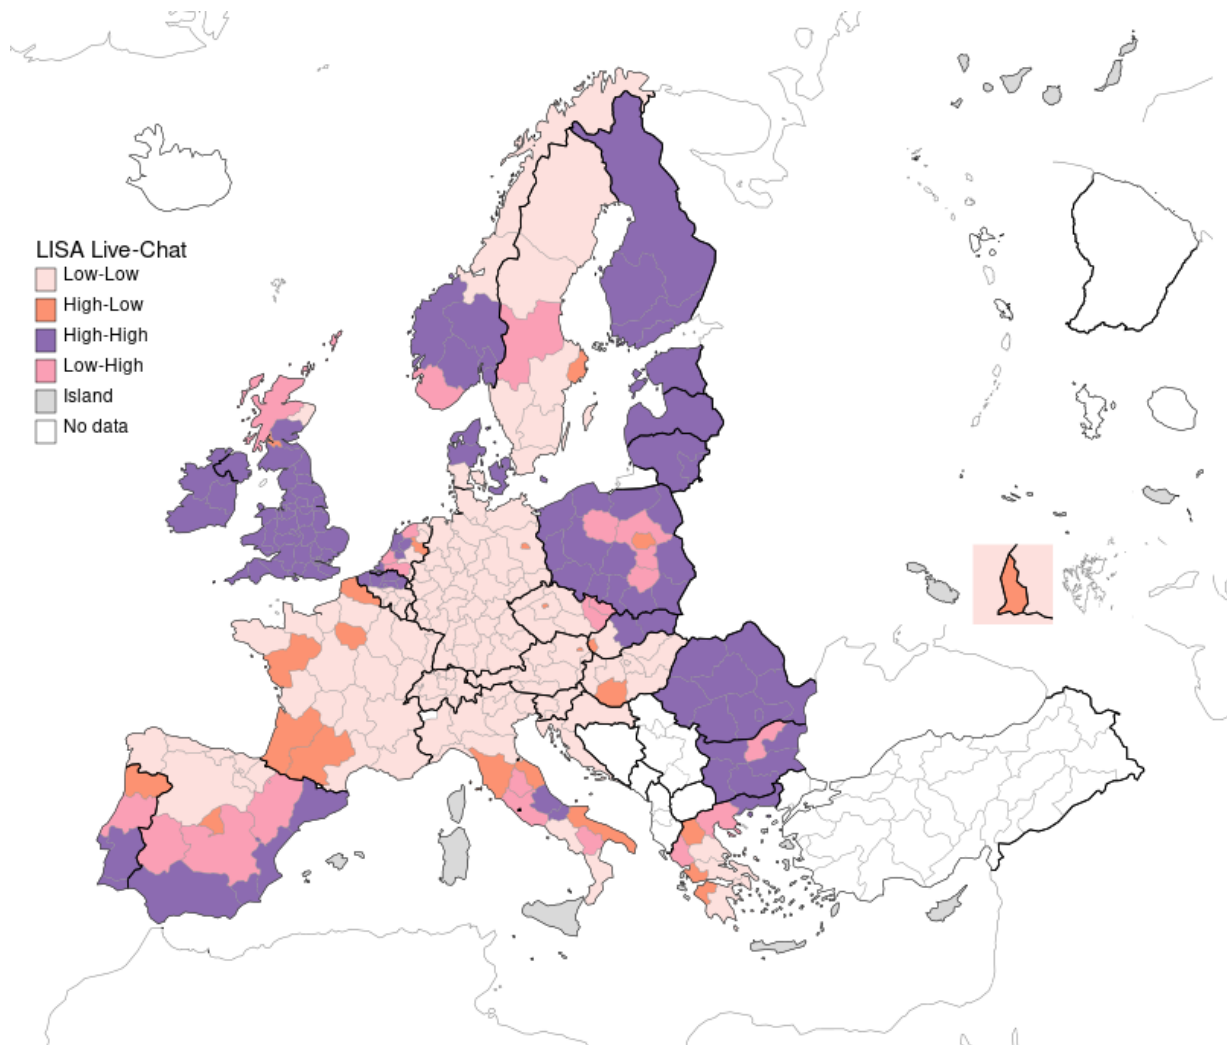 LISA Live-Chat
Low-Low
High-Low
High-High
Low-High
Island
No data